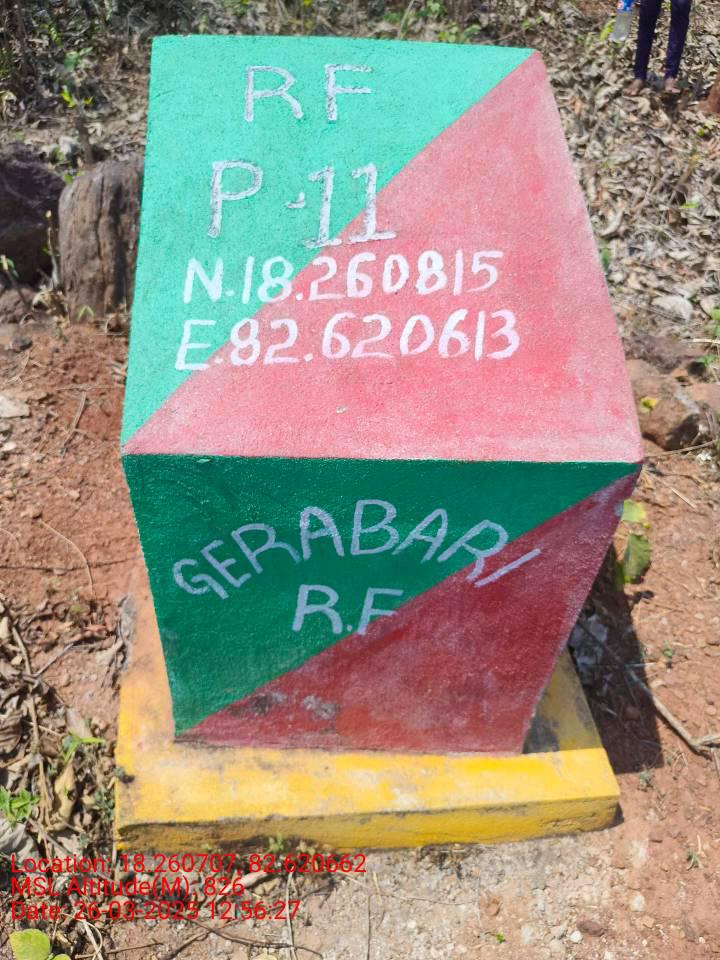 RF
P-11
N.18.260815
E.82.620613
GERABARI
R.F
Location: 18.260707, 82.620662
MSL Altitude(M): 826
Date: 26-03-2025 12:56:27